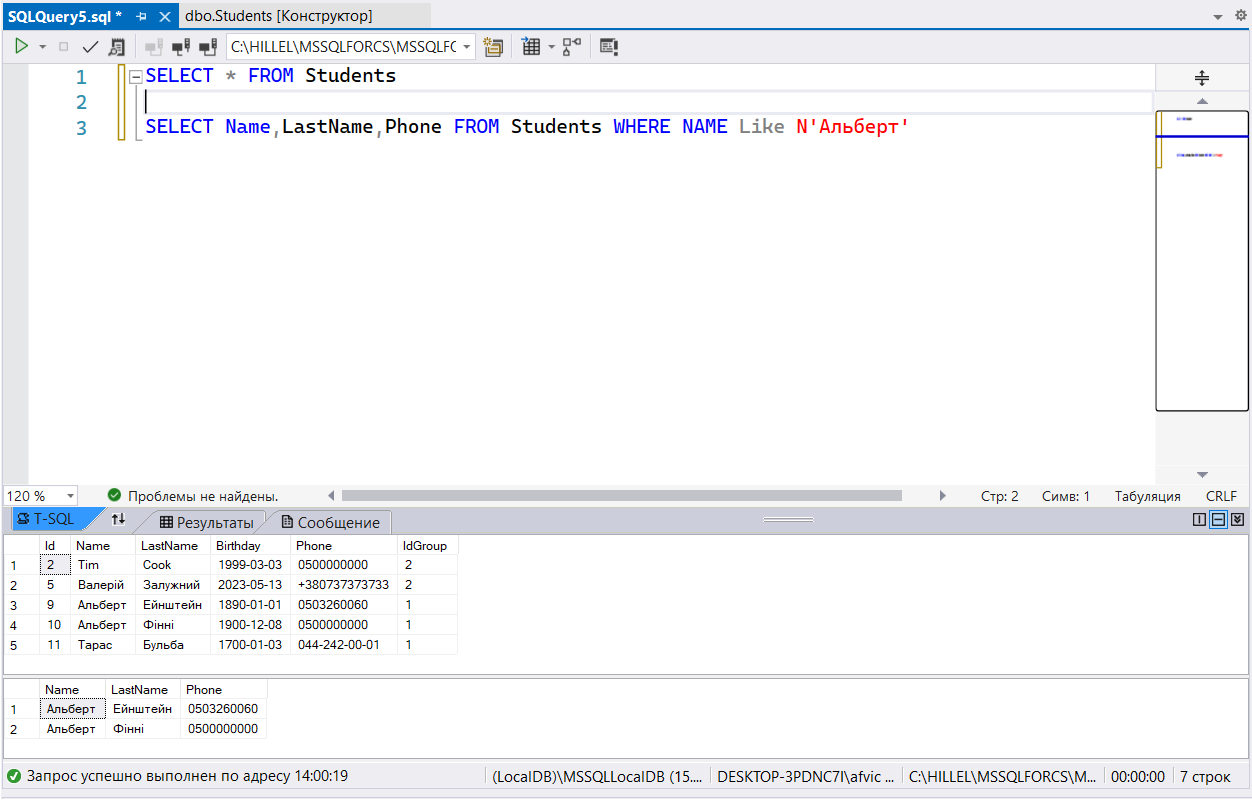 SQLQuery5.sql * dbo.Students [Конструктор]
C:\HILLEL\MSSQLFORCS\MSSQLFC
1 SELECT * FROM Students
2
3 SELECT Name,LastName,Phone FROM Students WHERE NAME Like N'Альберт'
120 % Проблемы не найдены. Стр: 2 Симв: 1 Табуляция CRLF
T-SQL Результаты Сообщение
Id Name LastName Birthday Phone IdGroup
1 2 Tim Cook 1999-03-03 0500000000 2
2 5 Валерій Залужний 2023-05-13 +380737373733 2
3 9 Альберт Ейнштейн 1890-01-01 0503260060 1
4 10 Альберт Фінні 1900-12-08 0500000000 1
5 11 Тарас Бульба 1700-01-03 044-242-00-01 1
Name LastName Phone
1 Альберт Ейнштейн 0503260060
2 Альберт Фінні 0500000000
Запрос успешно выполнен по адресу 14:00:19 (LocalDB)\MSSQLLocalDB (15.... DESKTOP-3PDNC7I\afvic ... C:\HILLEL\MSSQLFORCS\M... 00:00:00 7 строк